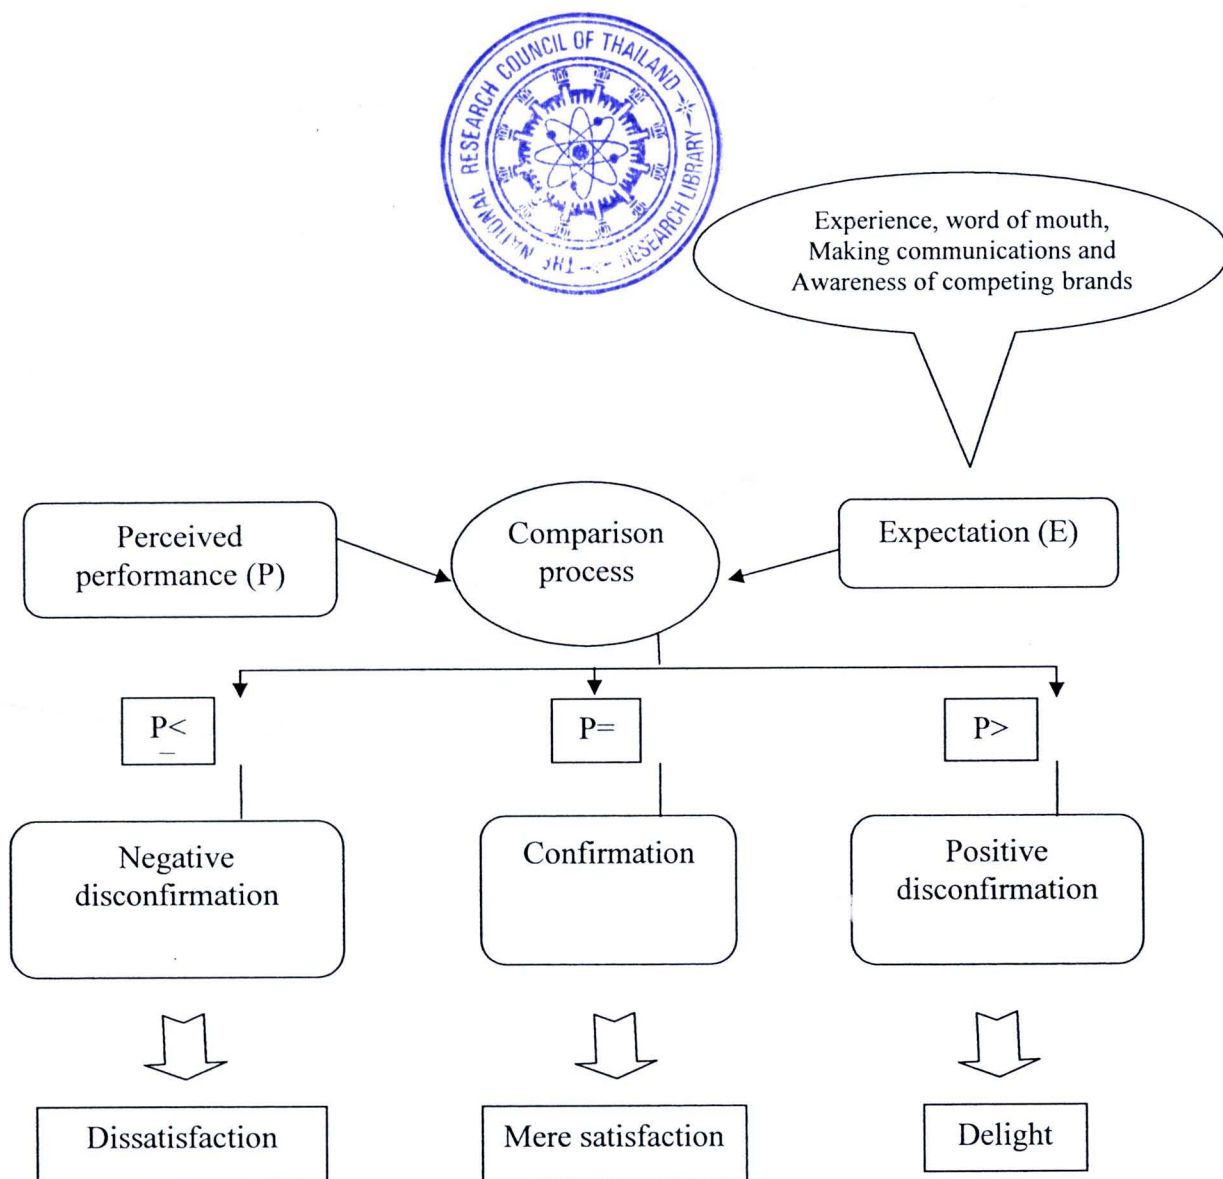 THE NATIONAL RESEARCH COUNCIL OF THAILAND
RESEARCH LIBRARY
Experience, word of mouth,
Making communications and
Awareness of competing brands
Perceived
performance (P)
Comparison
process
Expectation (E)
P<
P=
P>
Negative
disconfirmation
Confirmation
Positive
disconfirmation
Dissatisfaction
Mere satisfaction
Delight